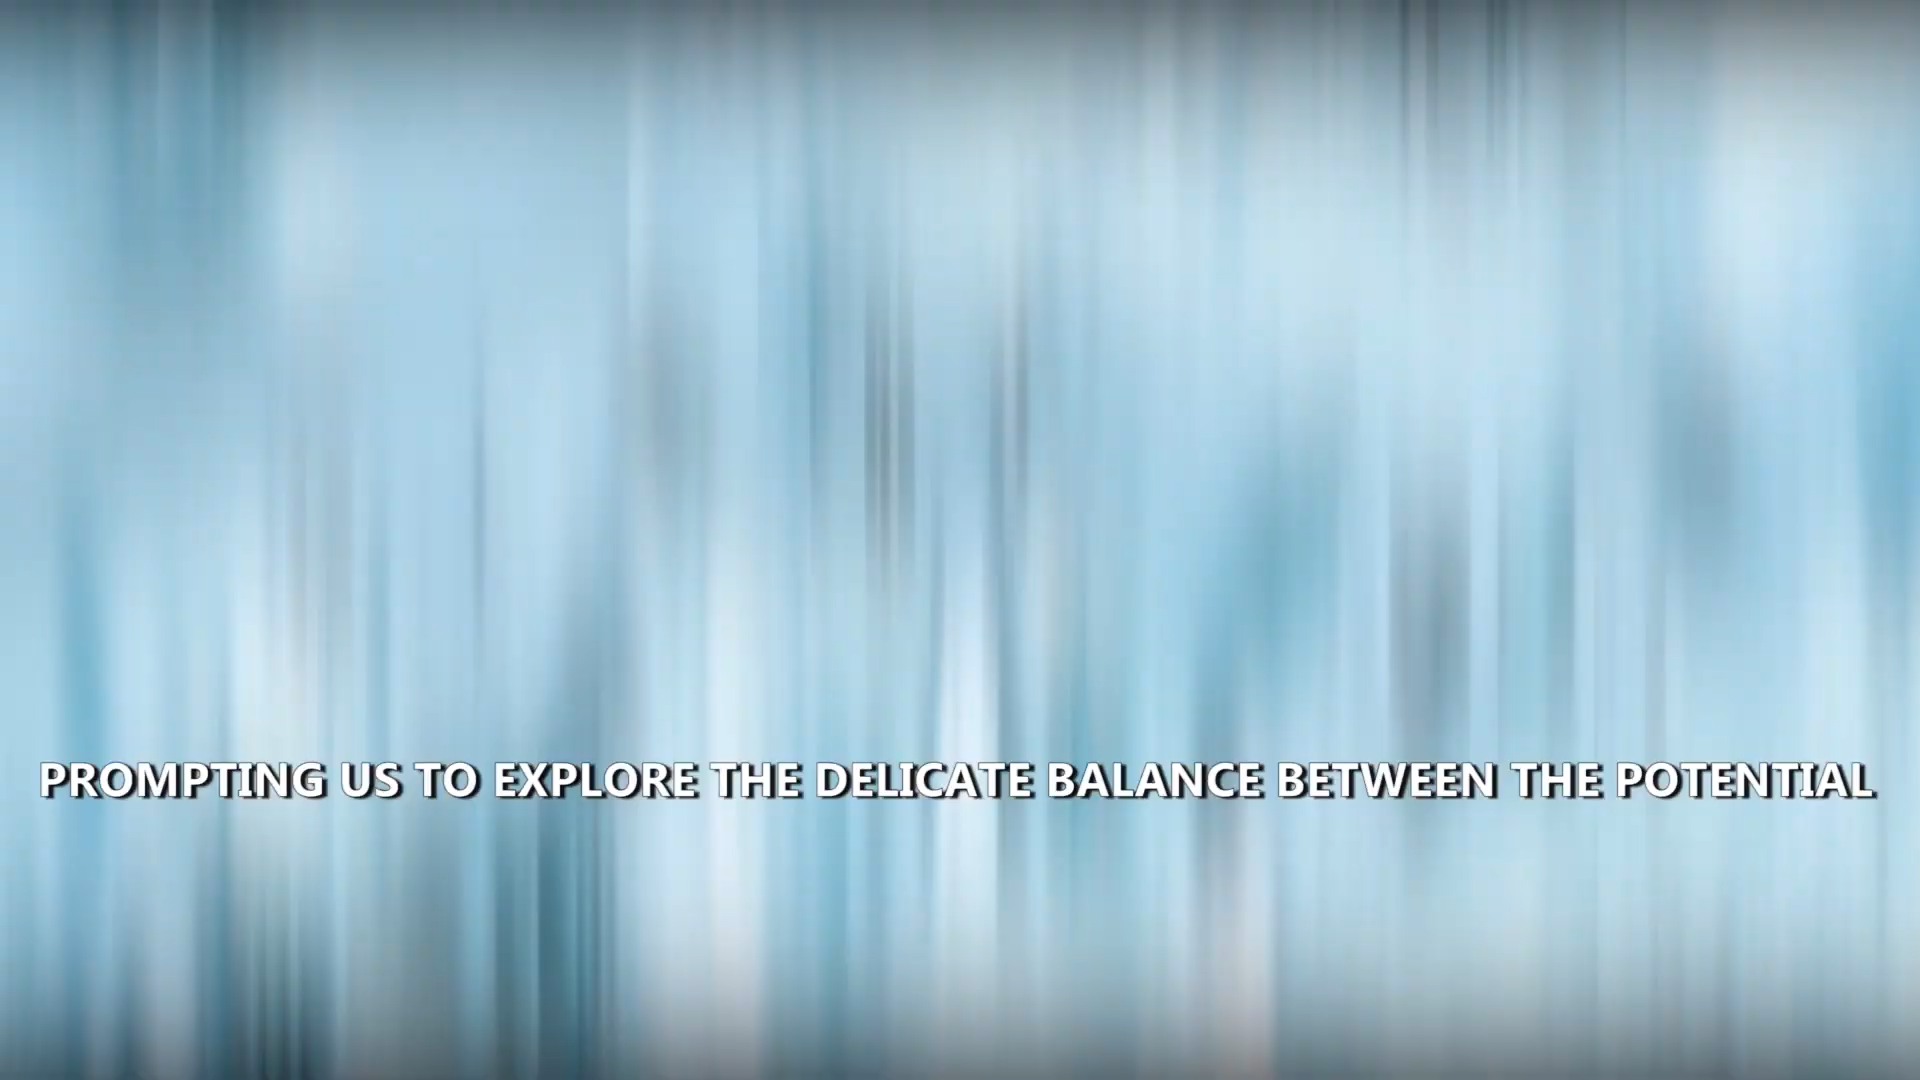 PROMPTING US TO EXPLORE THE DELICATE BALANCE BETWEEN THE POTENTIAL